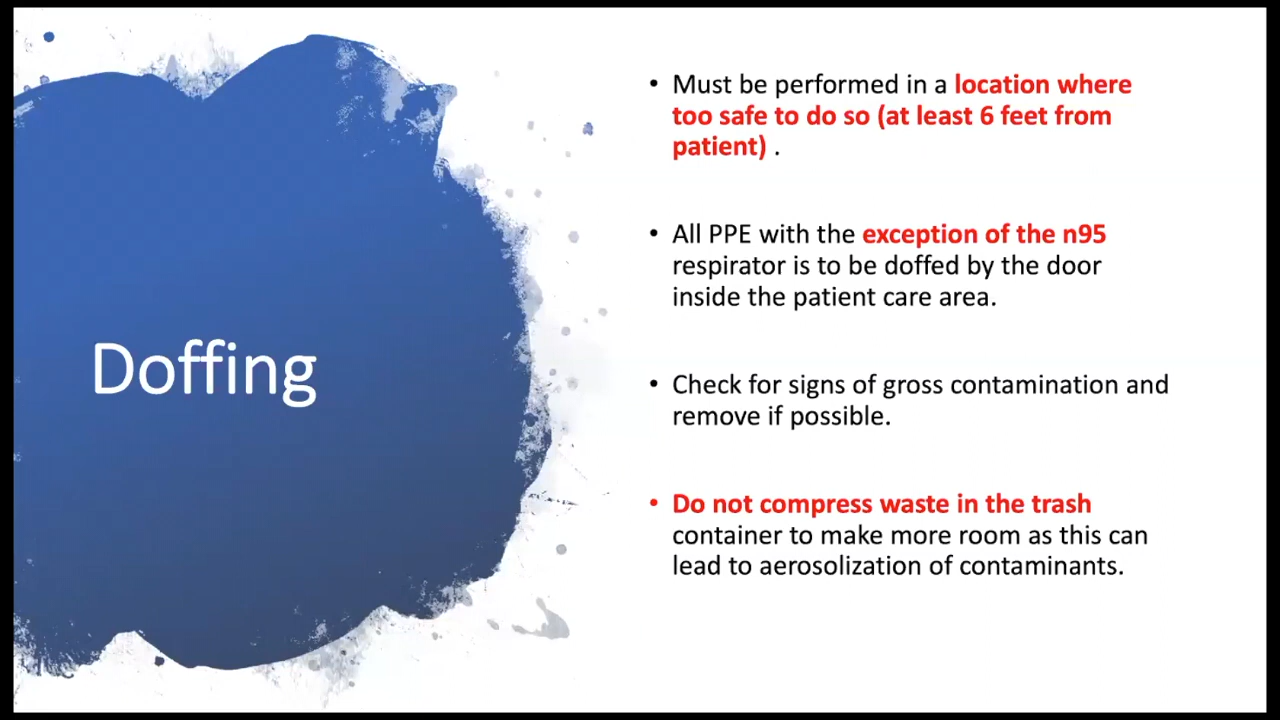 Doffing
• Must be performed in a location where
too safe to do so (at least 6 feet from
patient) .
• All PPE with the exception of the n95
respirator is to be doffed by the door
inside the patient care area.
• Check for signs of gross contamination and
remove if possible.
• Do not compress waste in the trash
container to make more room as this can
lead to aerosolization of contaminants.